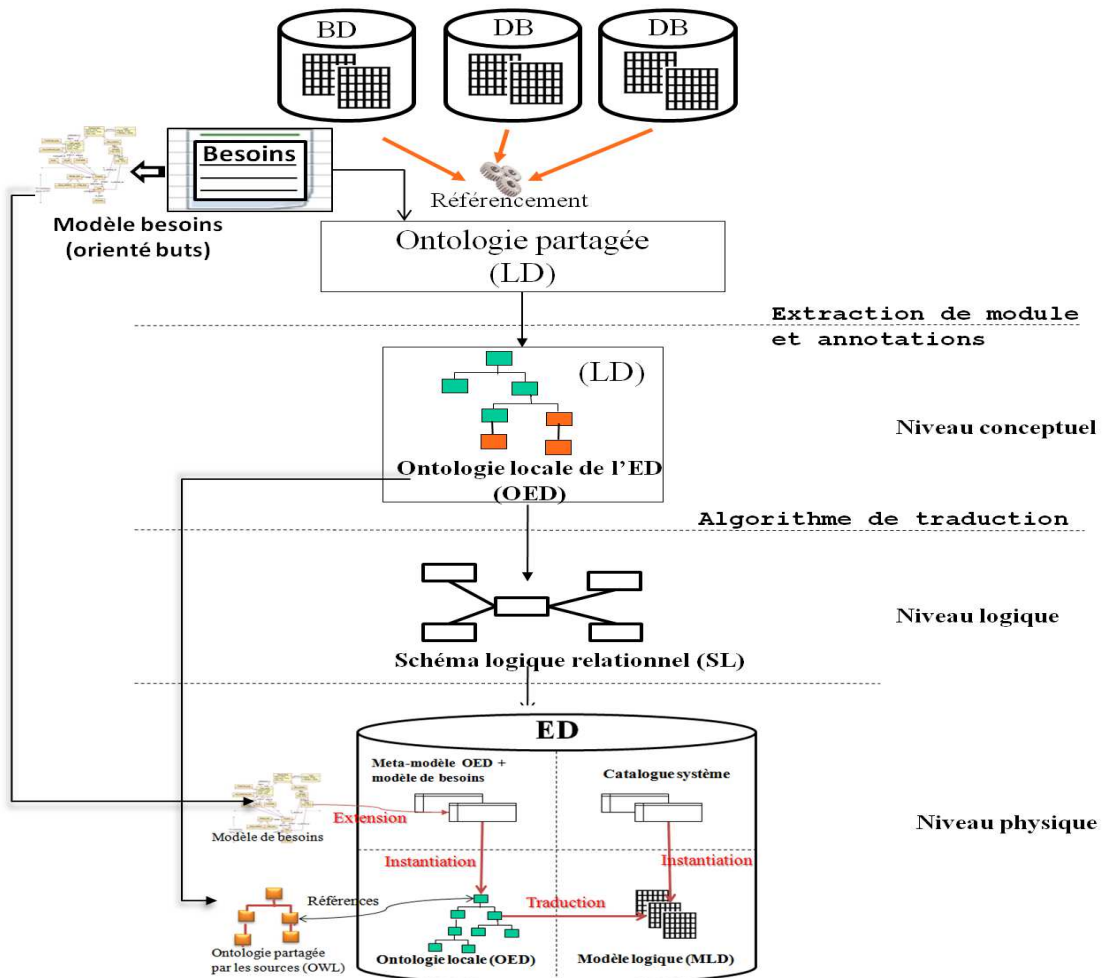 BD
DB
DB
Besoins
Référencement
Modèle besoins
(orienté buts)
Ontologie partagée
(LD)
Extraction de module
et annotations
(LD)
Niveau conceptuel
Ontologie locale de l'ED
(OED)
Algorithme de traduction
Niveau logique
Schéma logique relationnel (SL)
ED
Meta-modèle OED +
modèle de besoins
Catalogue système
Extension
Modèle de besoins
Niveau physique
Instantiation
Instantiation
Références
Traduction
Ontologie partagée
par les sources (OWL)
Ontologie locale (OED)
Modèle logique (MLD)